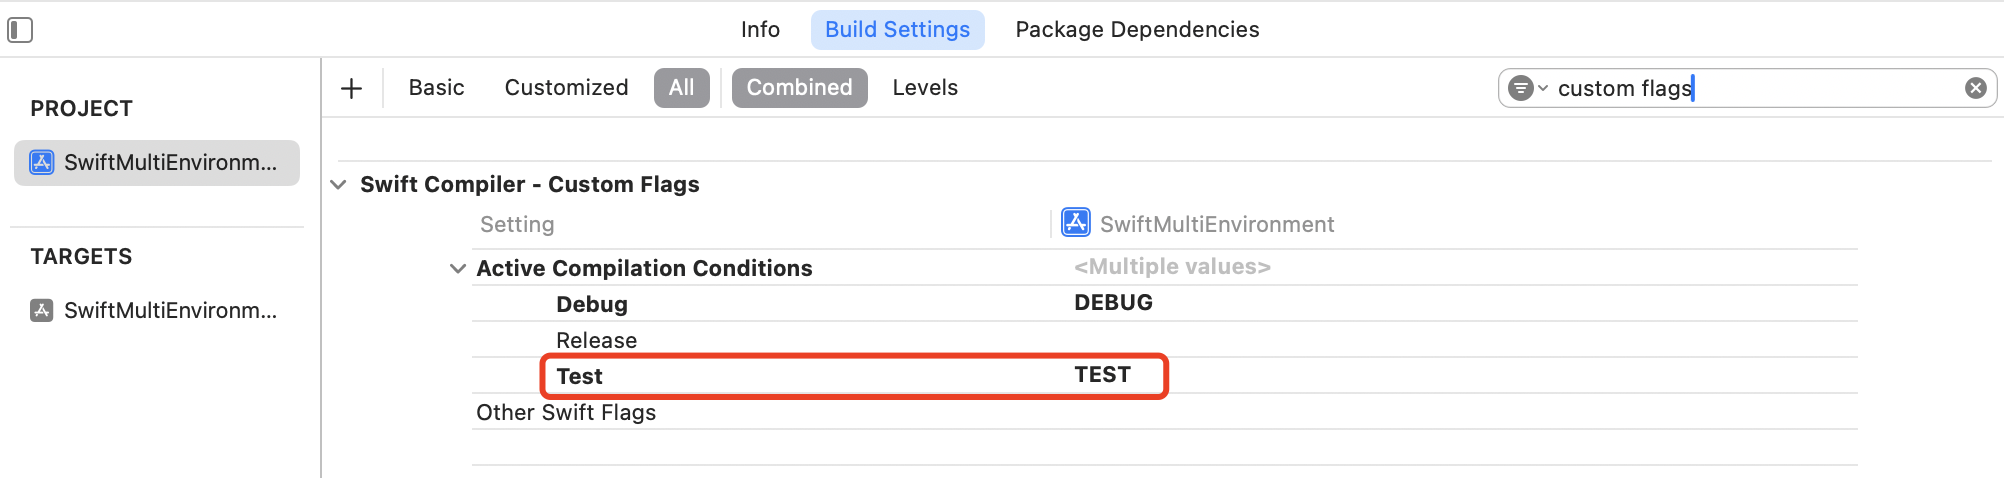 Info Build Settings Package Dependencies
PROJECT
SwiftMultiEnvironm...
TARGETS
SwiftMultiEnvironm...
+ Basic Customized All Combined Levels custom flags
Swift Compiler - Custom Flags
Setting SwiftMultiEnvironment
Active Compilation Conditions <Multiple values>
Debug DEBUG
Release
Test TEST
Other Swift Flags